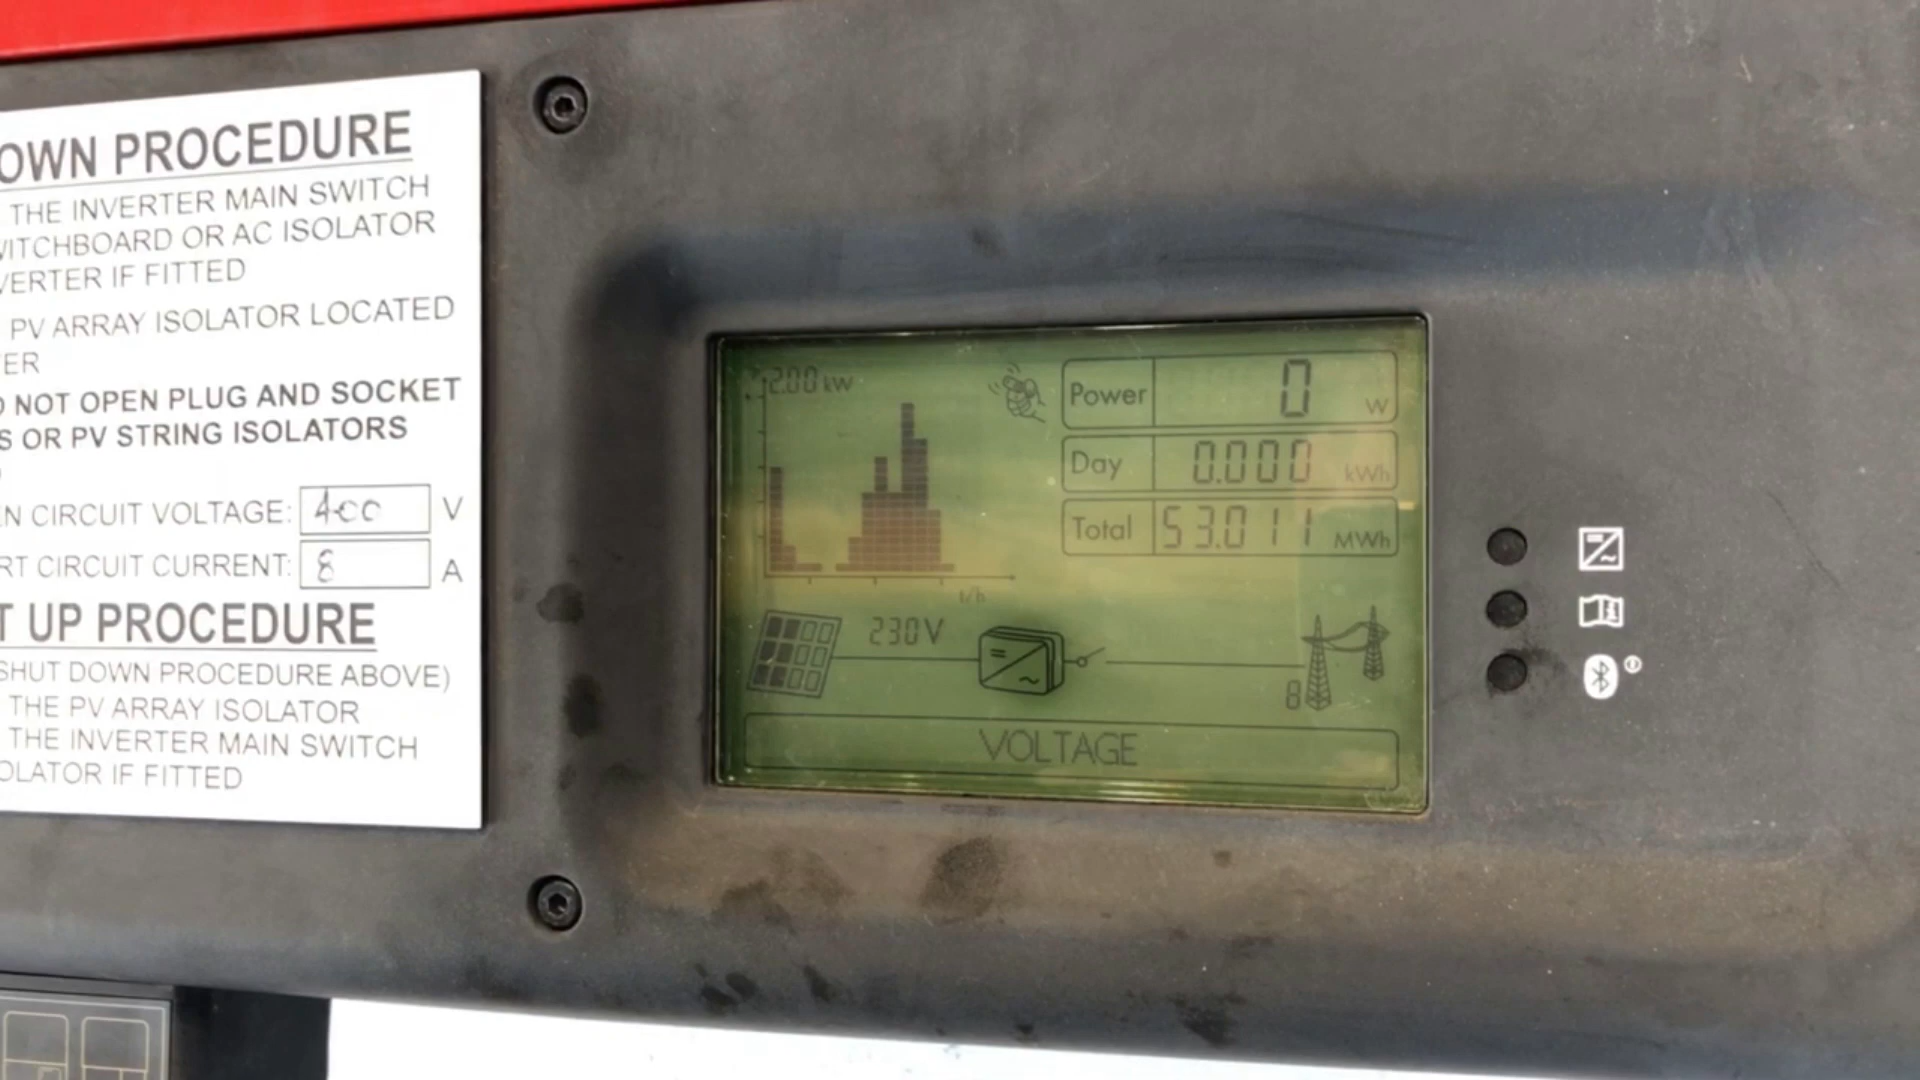 OWN PROCEDURE
THE INVERTER MAIN SWITCH
WITCHBOARD OR AC ISOLATOR
VERTER IF FITTED
PV ARRAY ISOLATOR LOCATED
ER
NOT OPEN PLUG AND SOCKET
S OR PV STRING ISOLATORS
N CIRCUIT VOLTAGE: 400 V
RT CIRCUIT CURRENT: 8 A
T UP PROCEDURE
SHUT DOWN PROCEDURE ABOVE)
THE PV ARRAY ISOLATOR
THE INVERTER MAIN SWITCH
OLATOR IF FITTED
2.00 kW
t/h
Power 0 W
Day 0.000 kWh
Total 53.011 MWh
230V
8
VOLTAGE